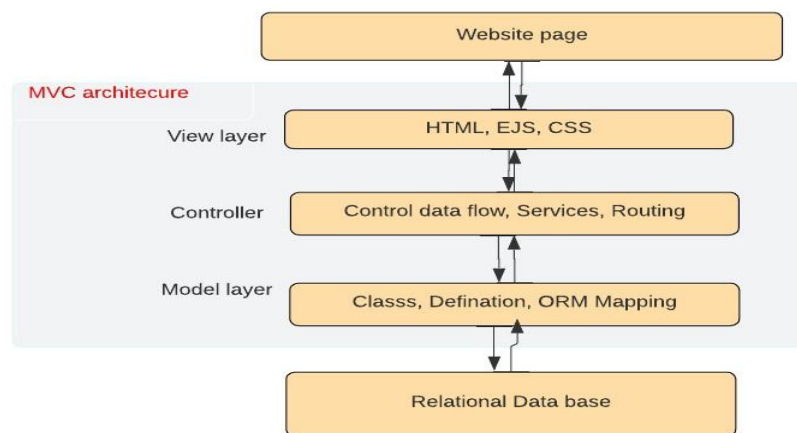 Website page
MVC architecure
View layer
HTML, EJS, CSS
Controller
Control data flow, Services, Routing
Model layer
Classs, Defination, ORM Mapping
Relational Data base